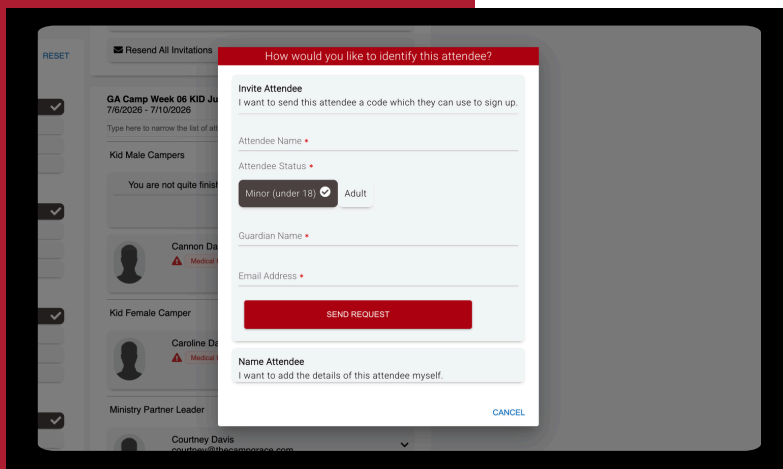 RESET
Resend All Invitations
How would you like to identify this attendee?
Invite Attendee
I want to send this attendee a code which they can use to sign up.
GA Camp Week 06 KID Ju
7/6/2026 - 7/10/2026
Type here to narrow the list of att
Attendee Name •
Kid Male Campers
Attendee Status •
You are not quite finish
Minor (under 18) Adult
Guardian Name •
Cannon Da
Medical
Email Address •
Kid Female Camper
SEND REQUEST
Caroline Da
Medical
Name Attendee
I want to add the details of this attendee myself.
Ministry Partner Leader
CANCEL
Courtney Davis
courtney@thecampgrace.com